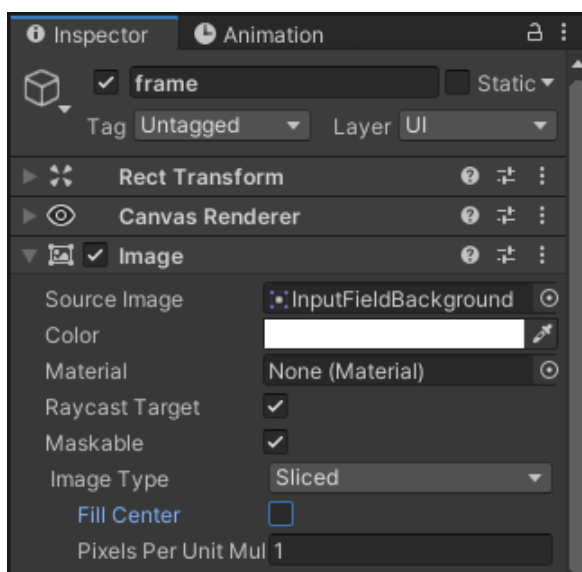 Inspector Animation
frame Static
Tag Untagged Layer UI
Rect Transform
Canvas Renderer
Image
Source Image InputFieldBackground
Color
Material None (Material)
Raycast Target
Maskable
Image Type Sliced
Fill Center
Pixels Per Unit Mul 1